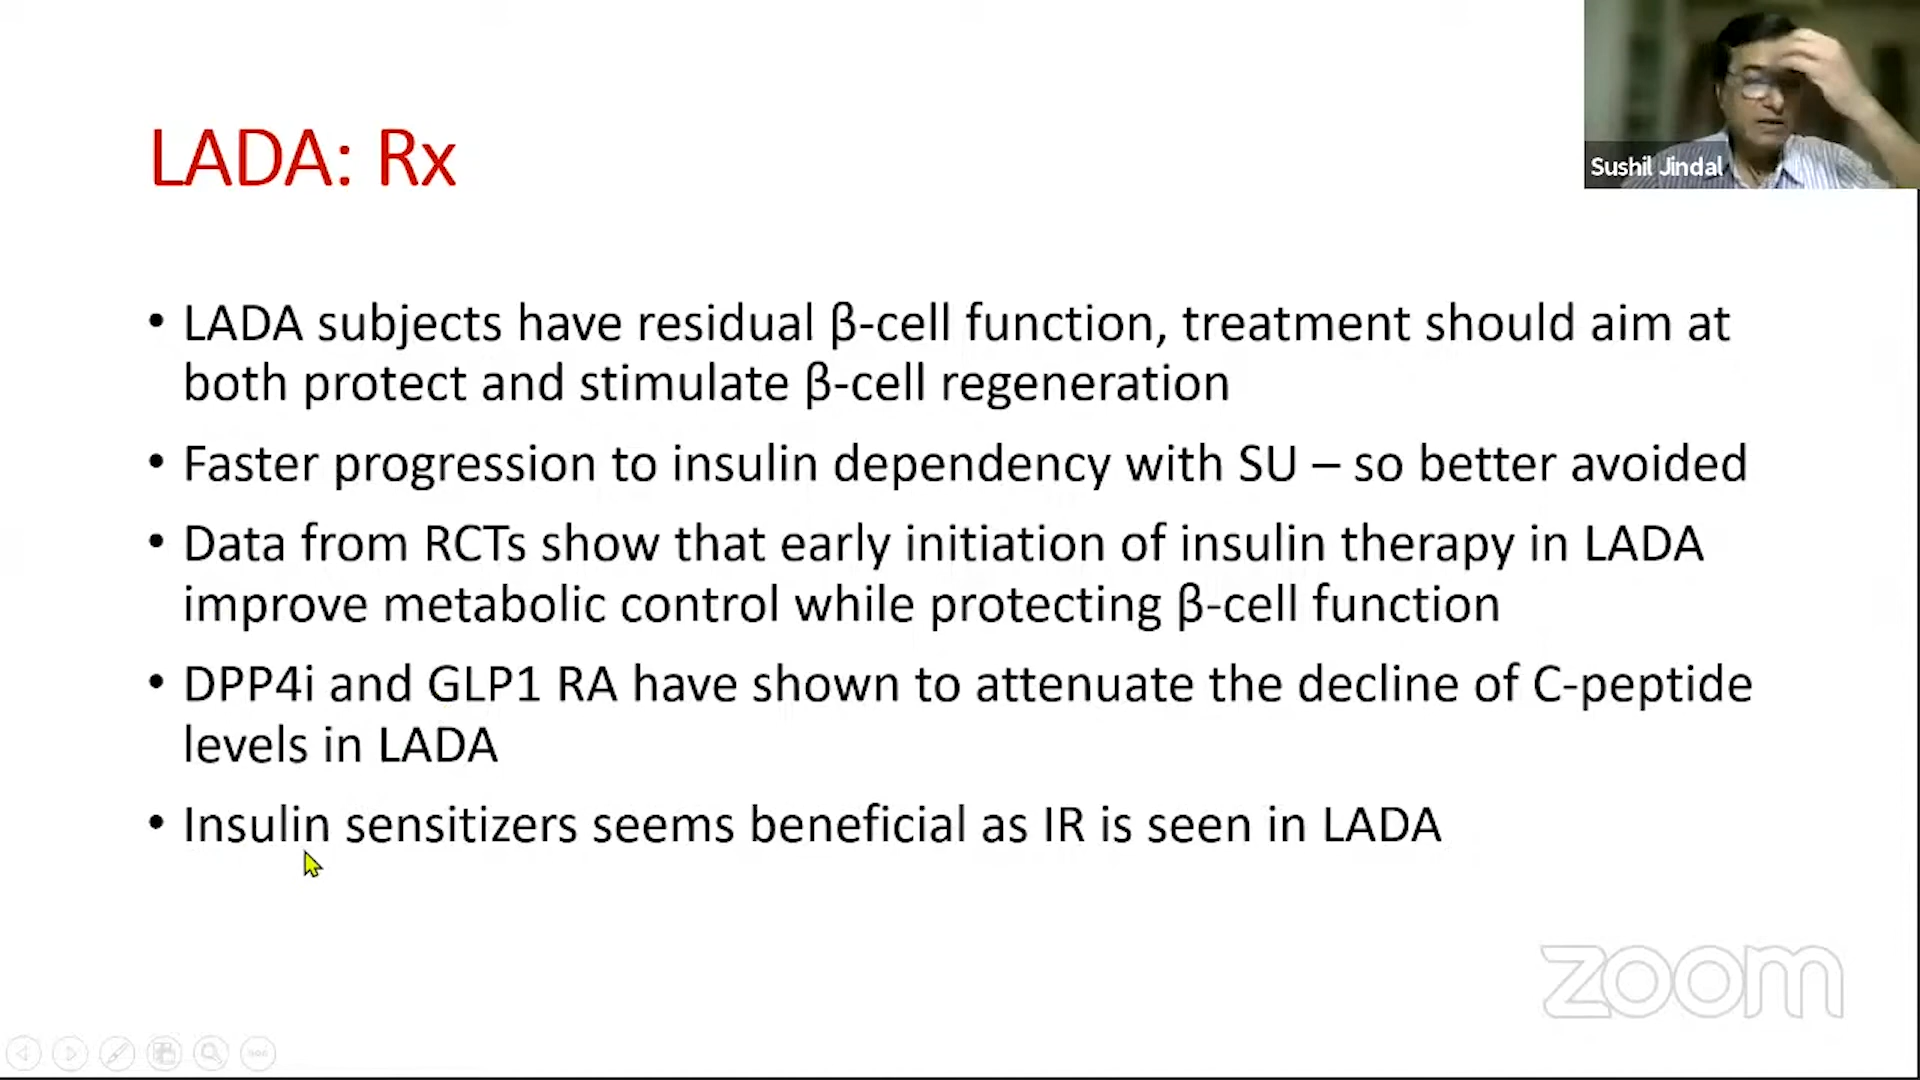 LADA: Rx
Sushil Jindal
• LADA subjects have residual β-cell function, treatment should aim at
both protect and stimulate β-cell regeneration
• Faster progression to insulin dependency with SU – so better avoided
• Data from RCTs show that early initiation of insulin therapy in LADA
improve metabolic control while protecting β-cell function
• DPP4i and GLP1 RA have shown to attenuate the decline of C-peptide
levels in LADA
• Insulin sensitizers seems beneficial as IR is seen in LADA
zoom